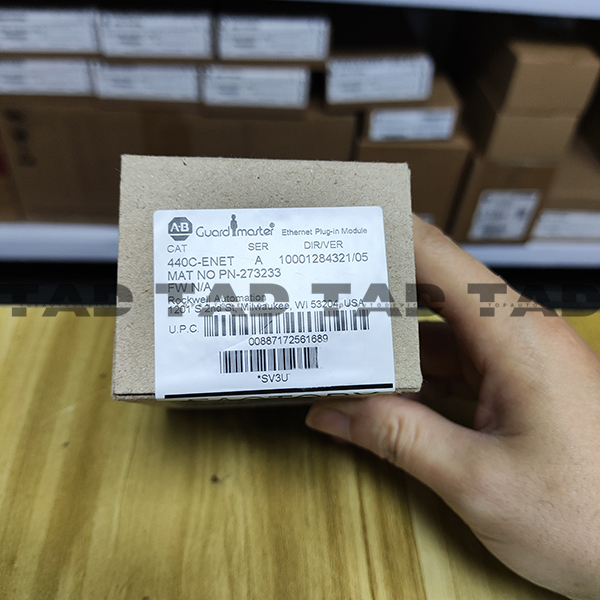 A-B Guardmaster Ethernet Plug-in Module
CAT SER DIR/VER
440C-ENET A 10001284321/05
MAT NO PN-273233
FW N/A
Rockwell Automation
1201 S 2nd St, Milwaukee, WI 53204, USA
U.P.C.
00887172561689
*SV3U
TAD TAD TAD TAD